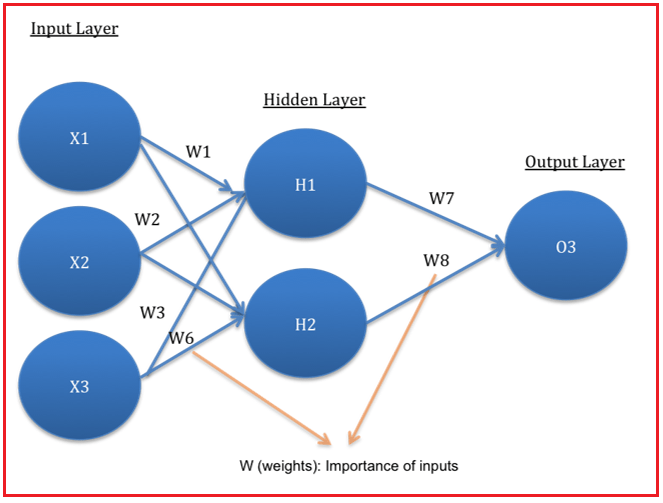 Input Layer
Hidden Layer
Output Layer
X1
W1
H1
W7
W2
X2
W8
O3
W3
W6
H2
X3
W (weights): Importance of inputs